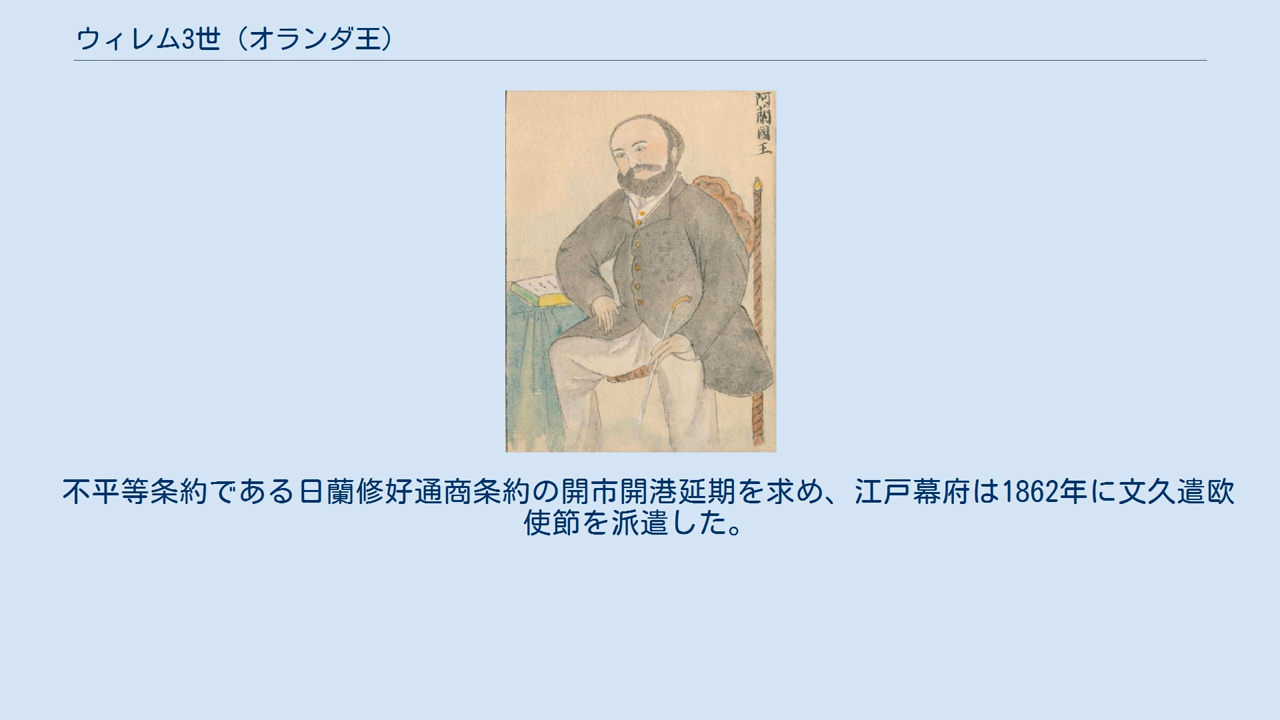 ウィレム3世（オランダ王）
阿蘭国王
不平等条約である日蘭修好通商条約の開市開港延期を求め、江戸幕府は1862年に文久遣欧
使節を派遣した。